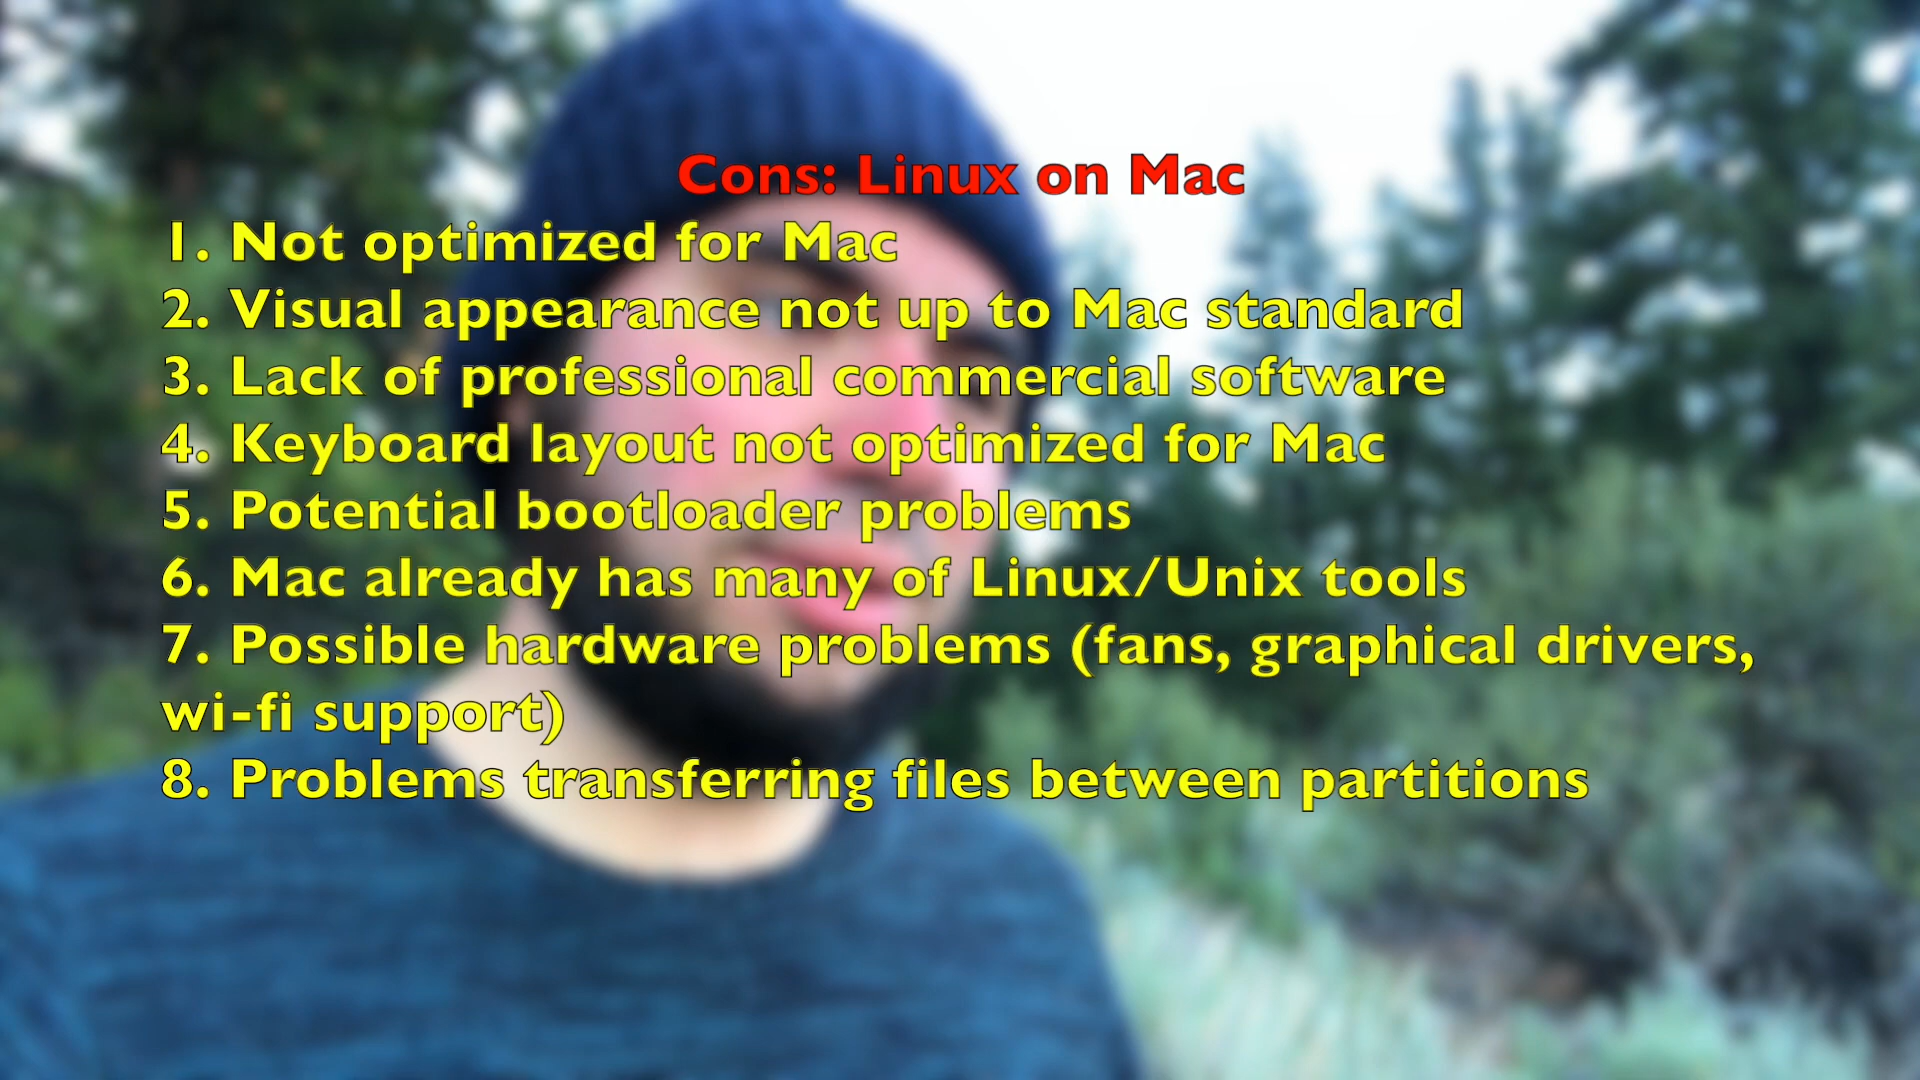 Cons: Linux on Mac
1. Not optimized for Mac
2. Visual appearance not up to Mac standard
3. Lack of professional commercial software
4. Keyboard layout not optimized for Mac
5. Potential bootloader problems
6. Mac already has many of Linux/Unix tools
7. Possible hardware problems (fans, graphical drivers,
wi-fi support)
8. Problems transferring files between partitions